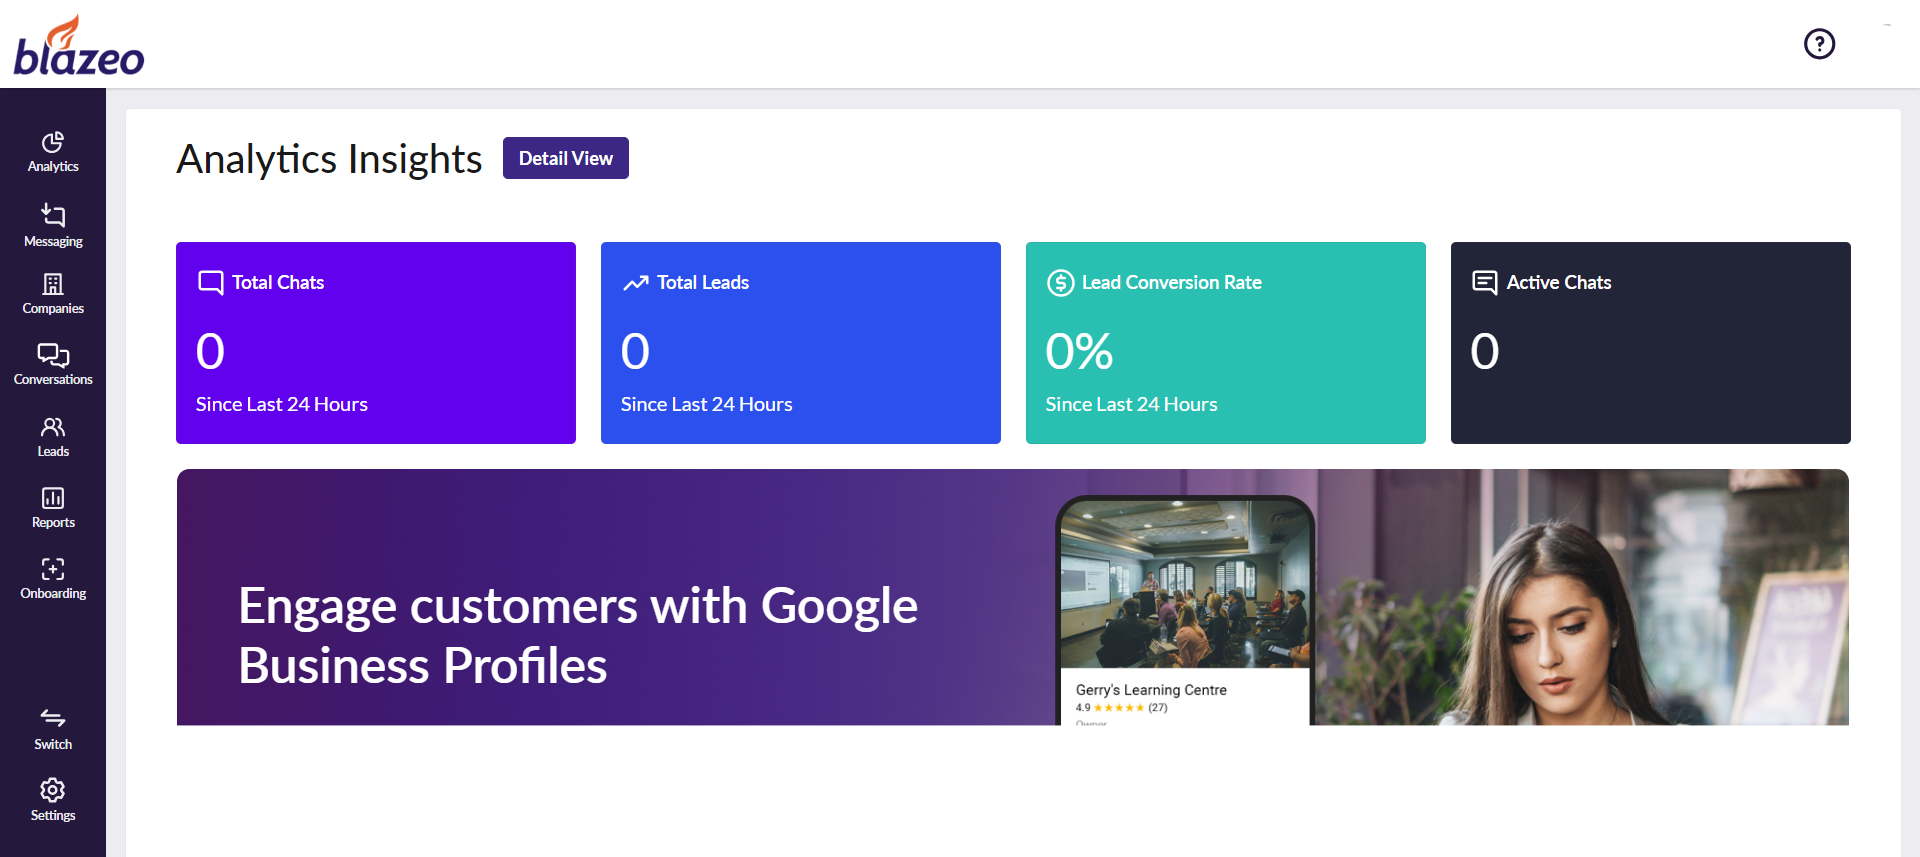 blazeo
Analytics
Messaging
Companies
Conversations
Leads
Reports
Onboarding
Switch
Settings
Analytics Insights
Detail View
Total Chats
0
Since Last 24 Hours
Total Leads
0
Since Last 24 Hours
Lead Conversion Rate
0%
Since Last 24 Hours
Active Chats
0
Engage customers with Google
Business Profiles
Gerry's Learning Centre
4.9 ★★★★★ (27)
Owner